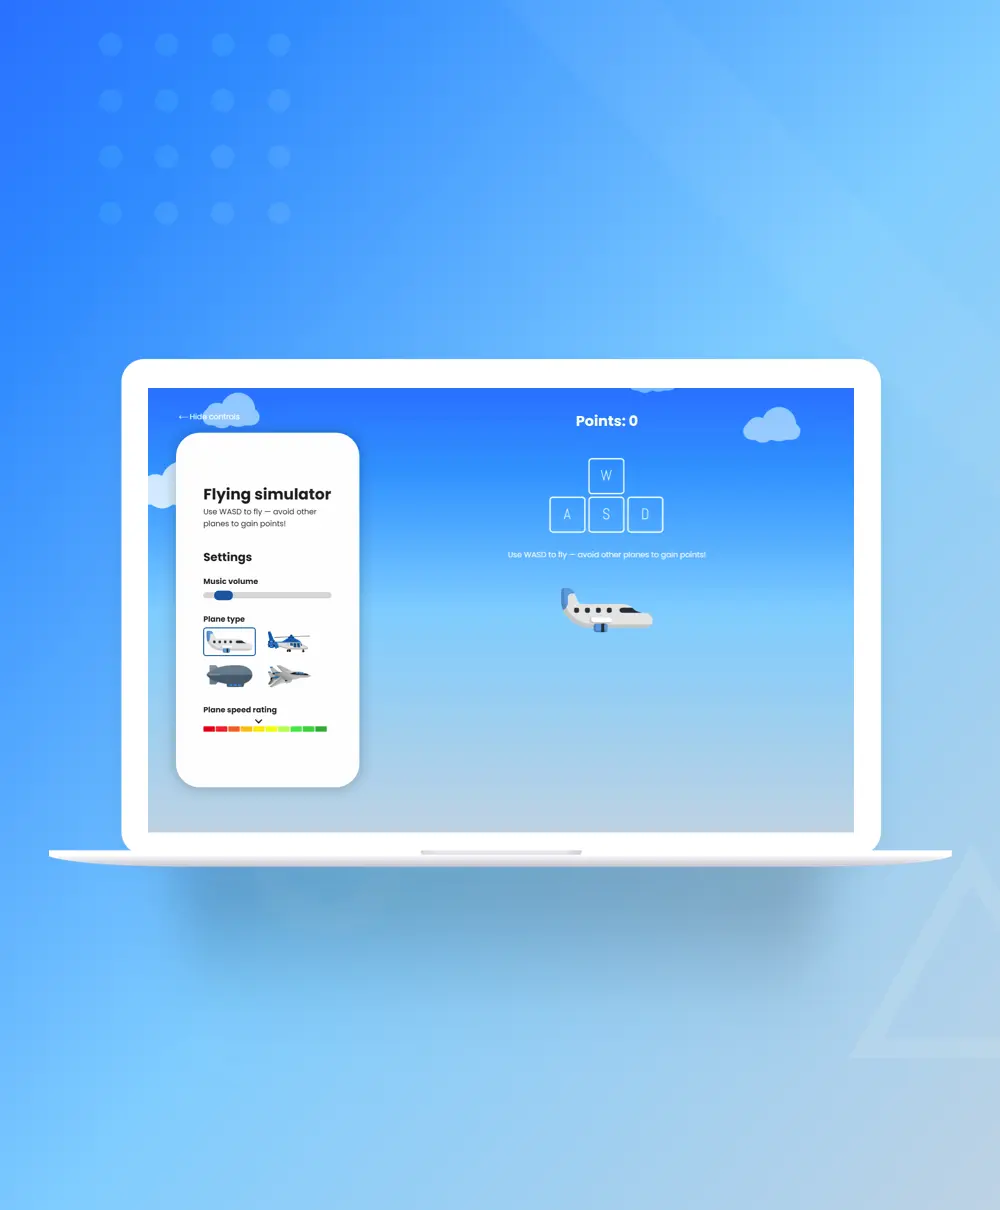 ← Hide controls
Flying simulator
Use WASD to fly — avoid other
planes to gain points!
Settings
Music volume
Plane type
Plane speed rating
Points: 0
W
A S D
Use WASD to fly — avoid other planes to gain points!